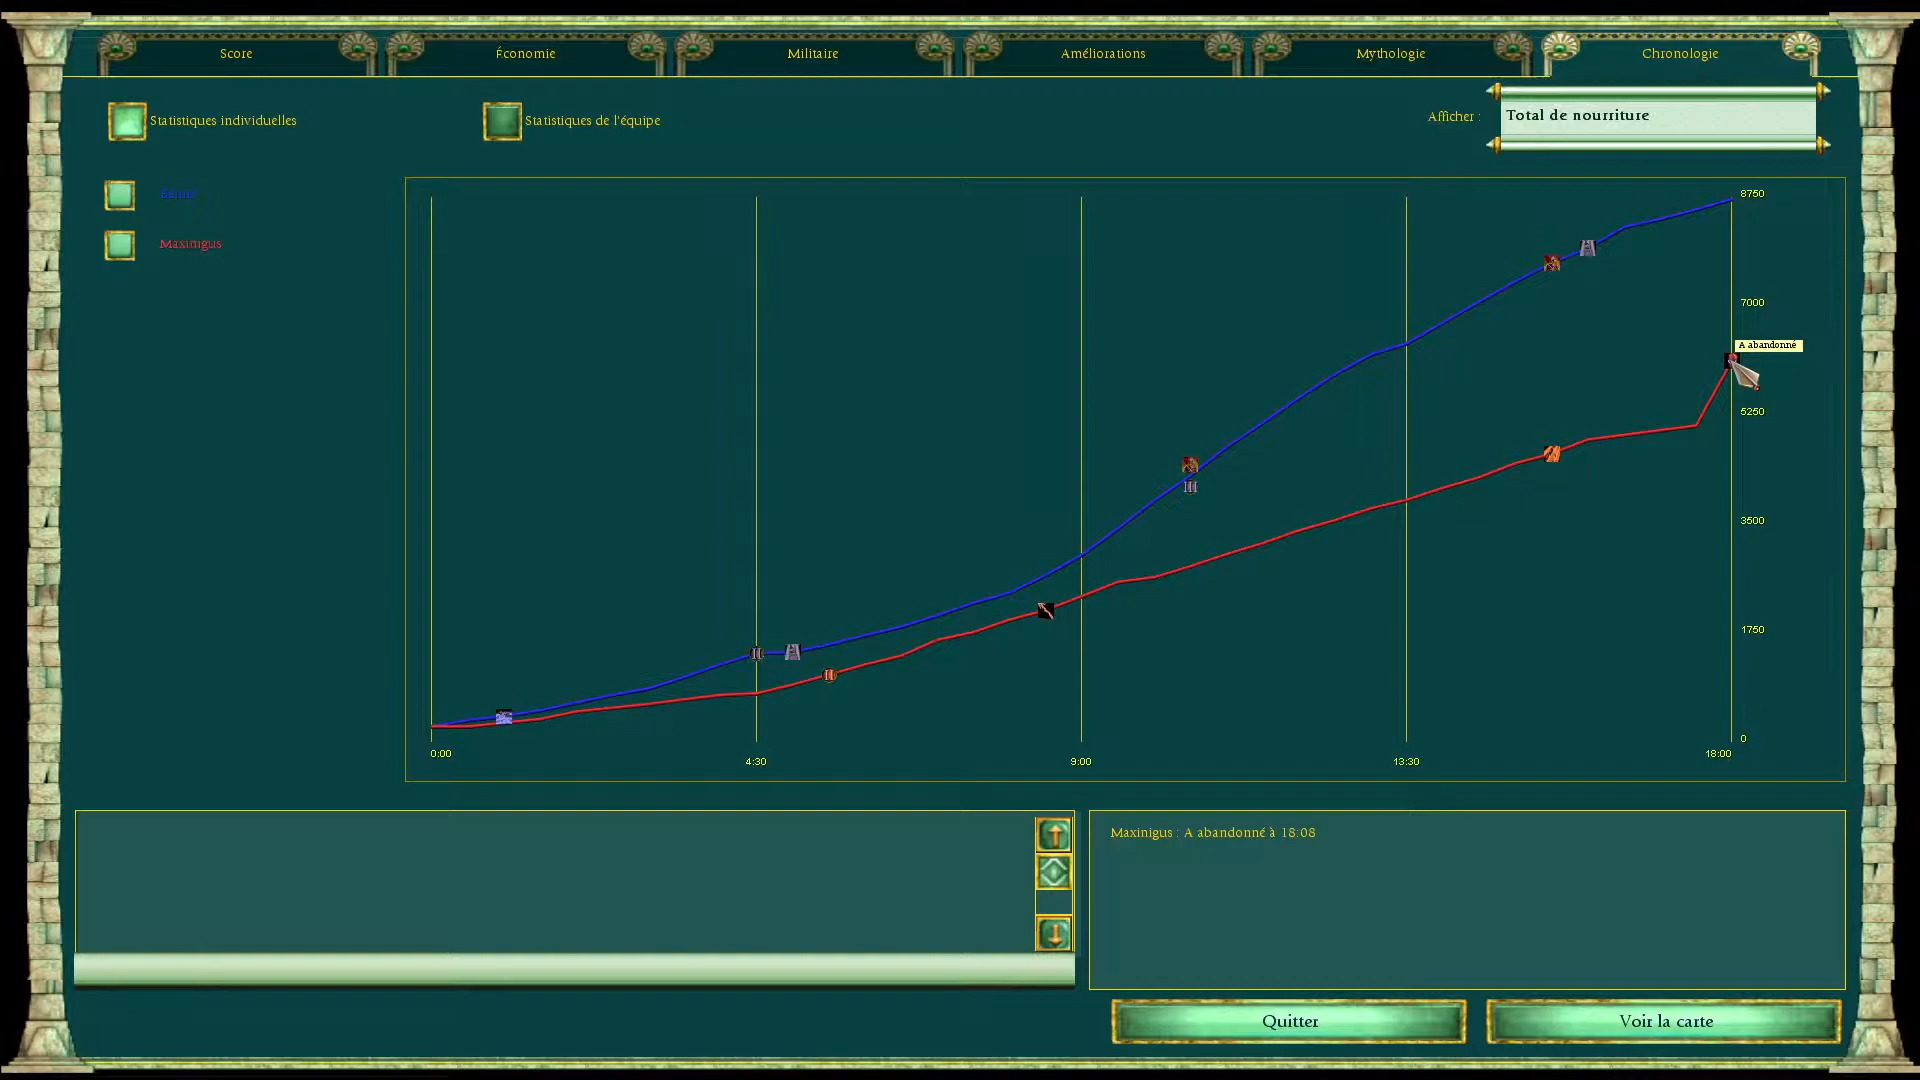 Score
Économie
Militaire
Améliorations
Mythologie
Chronologie
Statistiques individuelles
Statistiques de l'équipe
Afficher :
Total de nourriture
Maxinigus
8750
7000
A abandonné
5250
3500
1750
0
0:00
4:30
9:00
13:30
18:00
Maxinigus : A abandonné à 18:08
Quitter
Voir la carte